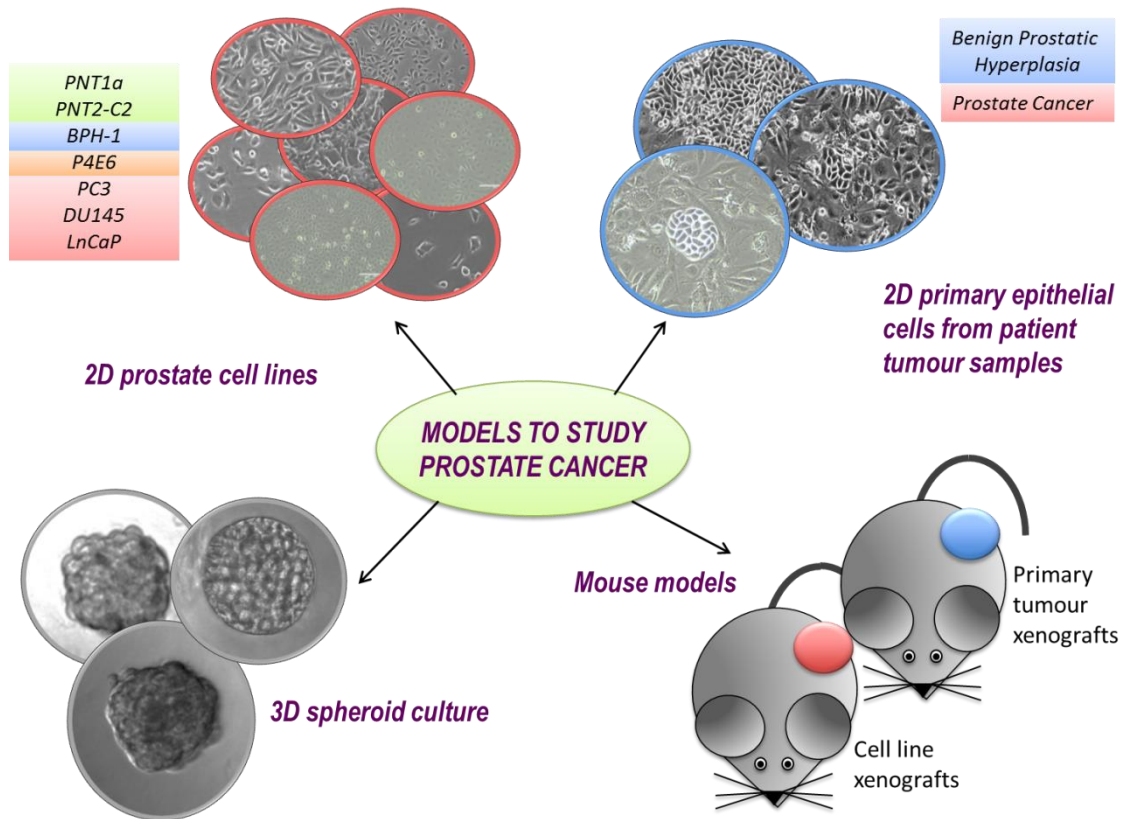 PNT1a
PNT2-C2
BPH-1
P4E6
PC3
DU145
LnCaP
Benign Prostatic
Hyperplasia
Prostate Cancer
2D prostate cell lines
2D primary epithelial
cells from patient
tumour samples
MODELS TO STUDY
PROSTATE CANCER
3D spheroid culture
Mouse models
Primary
tumour
xenografts
Cell line
xenografts